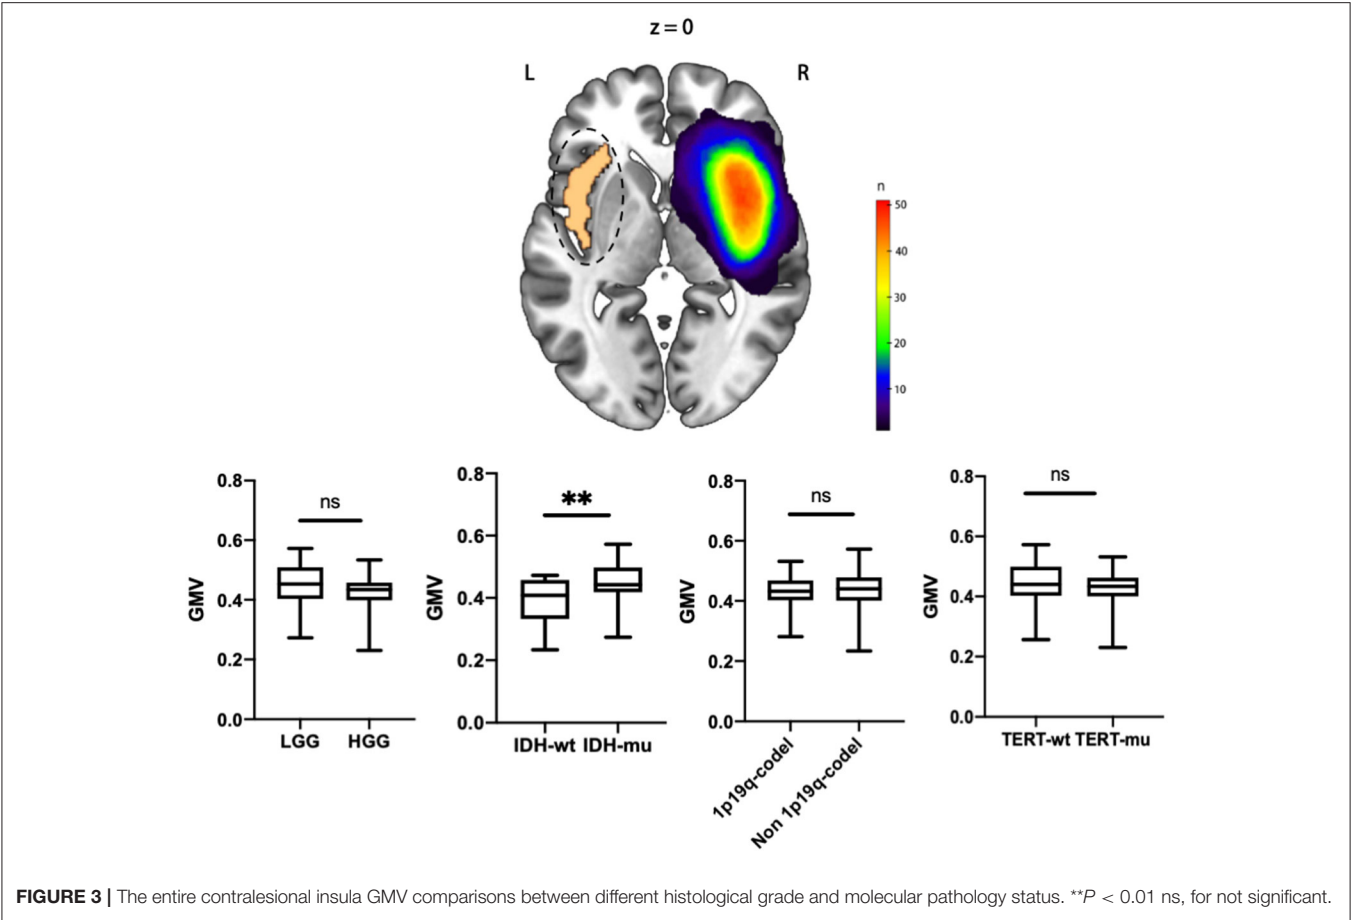 z = 0
L
R
n
50
40
30
20
10
0.8
0.6
0.4
0.2
0.0
GMV
ns
LGG
HGG
0.8
0.6
0.4
0.2
0.0
GMV
**
IDH-wt
IDH-mu
0.8
0.6
0.4
0.2
0.0
GMV
ns
1p19q-codel
Non 1p19q-codel
0.8
0.6
0.4
0.2
0.0
GMV
ns
TERT-wt
TERT-mu
FIGURE 3 | The entire contralesional insula GMV comparisons between different histological grade and molecular pathology status. **P < 0.01 ns, for not significant.